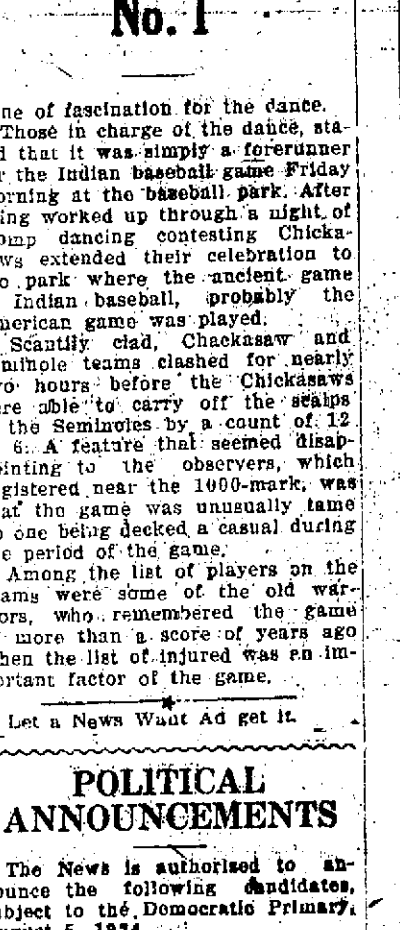 No. 1
ne of fascination for the dance.
Those in charge of the dance, sta-
d that it was simply a forerunner
r the Indian baseball game Friday
orning at the baseball park. After
ing worked up through a night of
omp dancing contesting Chicka-
ws extended their celebration to
o park where the ancient game
Indian baseball, probably the
merican game was played.
Scantily clad, Chackasaw and
minole teams clashed for nearly
vo hours before the Chickasaws
ere able to carry off the scalps
the Seminoles by a count of 12
6. A feature that seemed disap-
inting to the observers, which
gistered near the 1000-mark, was
at the game was unusually tame
o one being decked a casual during
e period of the game.
Among the list of players on the
ams were some of the old war-
ors, who remembered the game
more than a score of years ago
hen the list of injured was an im-
ortant factor of the game.
Let a News Want Ad get it.
POLITICAL
ANNOUNCEMENTS
The News is authorised to an-
ounce the following candidates,
ubject to the Democratic Primary,